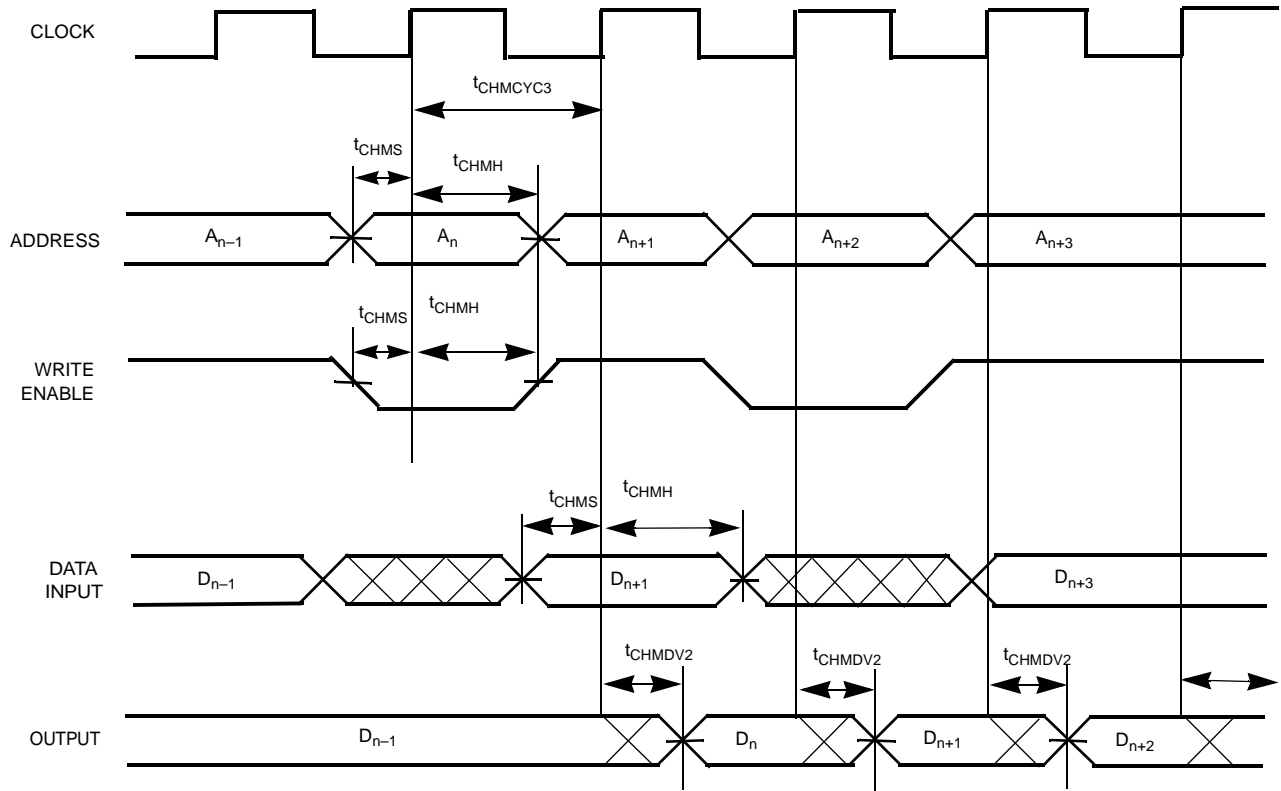 CLOCK
tCHMCYC3
tCHMS
tCHMH
ADDRESS
An–1
An
An+1
An+2
An+3
tCHMS
tCHMH
WRITE
ENABLE
tCHMS
tCHMH
DATA
INPUT
Dn–1
Dn+1
Dn+3
tCHMDV2
tCHMDV2
tCHMDV2
OUTPUT
Dn–1
Dn
Dn+1
Dn+2